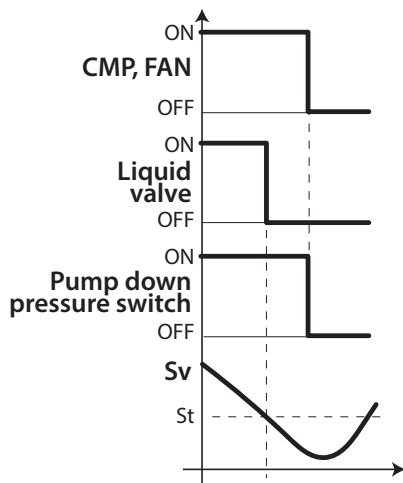 ON
CMP, FAN
OFF
ON
Liquid
valve
OFF
ON
Pump down
pressure switch
OFF
Sv
St